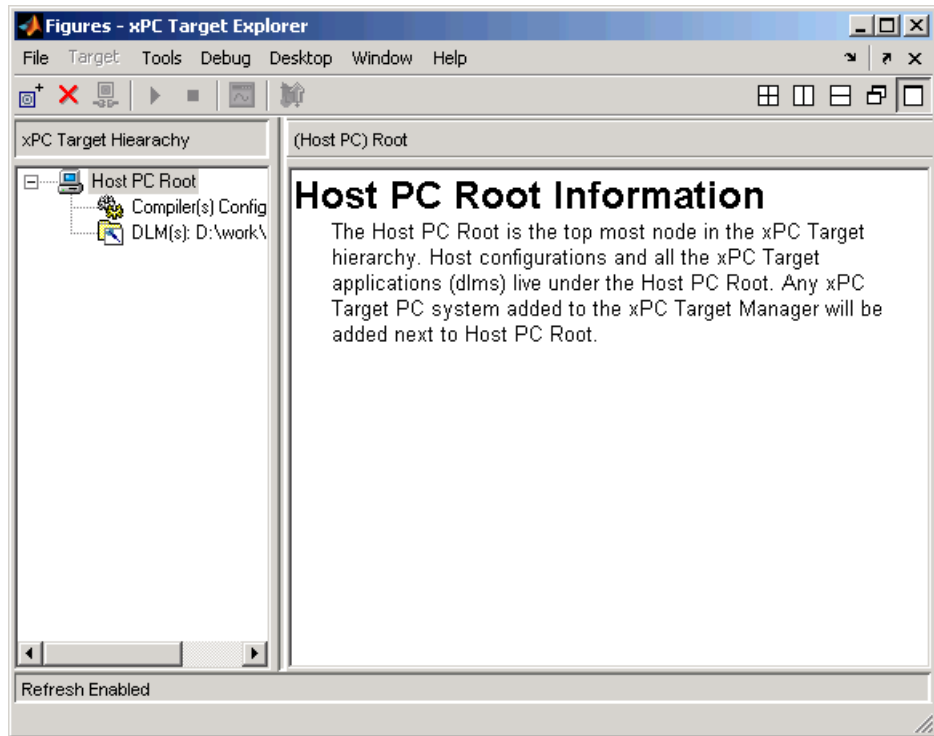 Figures - xPC Target Explorer
File Target Tools Debug Desktop Window Help
xPC Target Hiearachy
(Host PC) Root
Host PC Root
Compiler(s) Config
DLM(s): D:\work\
Host PC Root Information
The Host PC Root is the top most node in the xPC Target
hierarchy. Host configurations and all the xPC Target
applications (dlms) live under the Host PC Root. Any xPC
Target PC system added to the xPC Target Manager will be
added next to Host PC Root.
Refresh Enabled